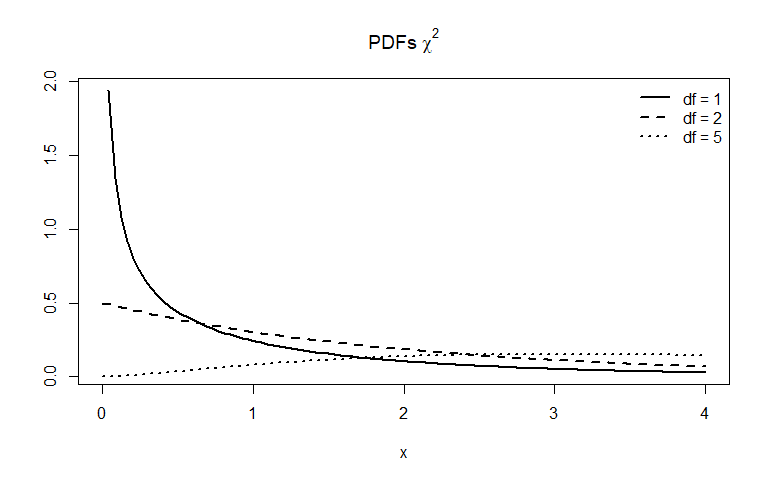 PDFs χ²
2.0
1.5
1.0
0.5
0.0
df = 1
df = 2
df = 5
0 1 2 3 4
x